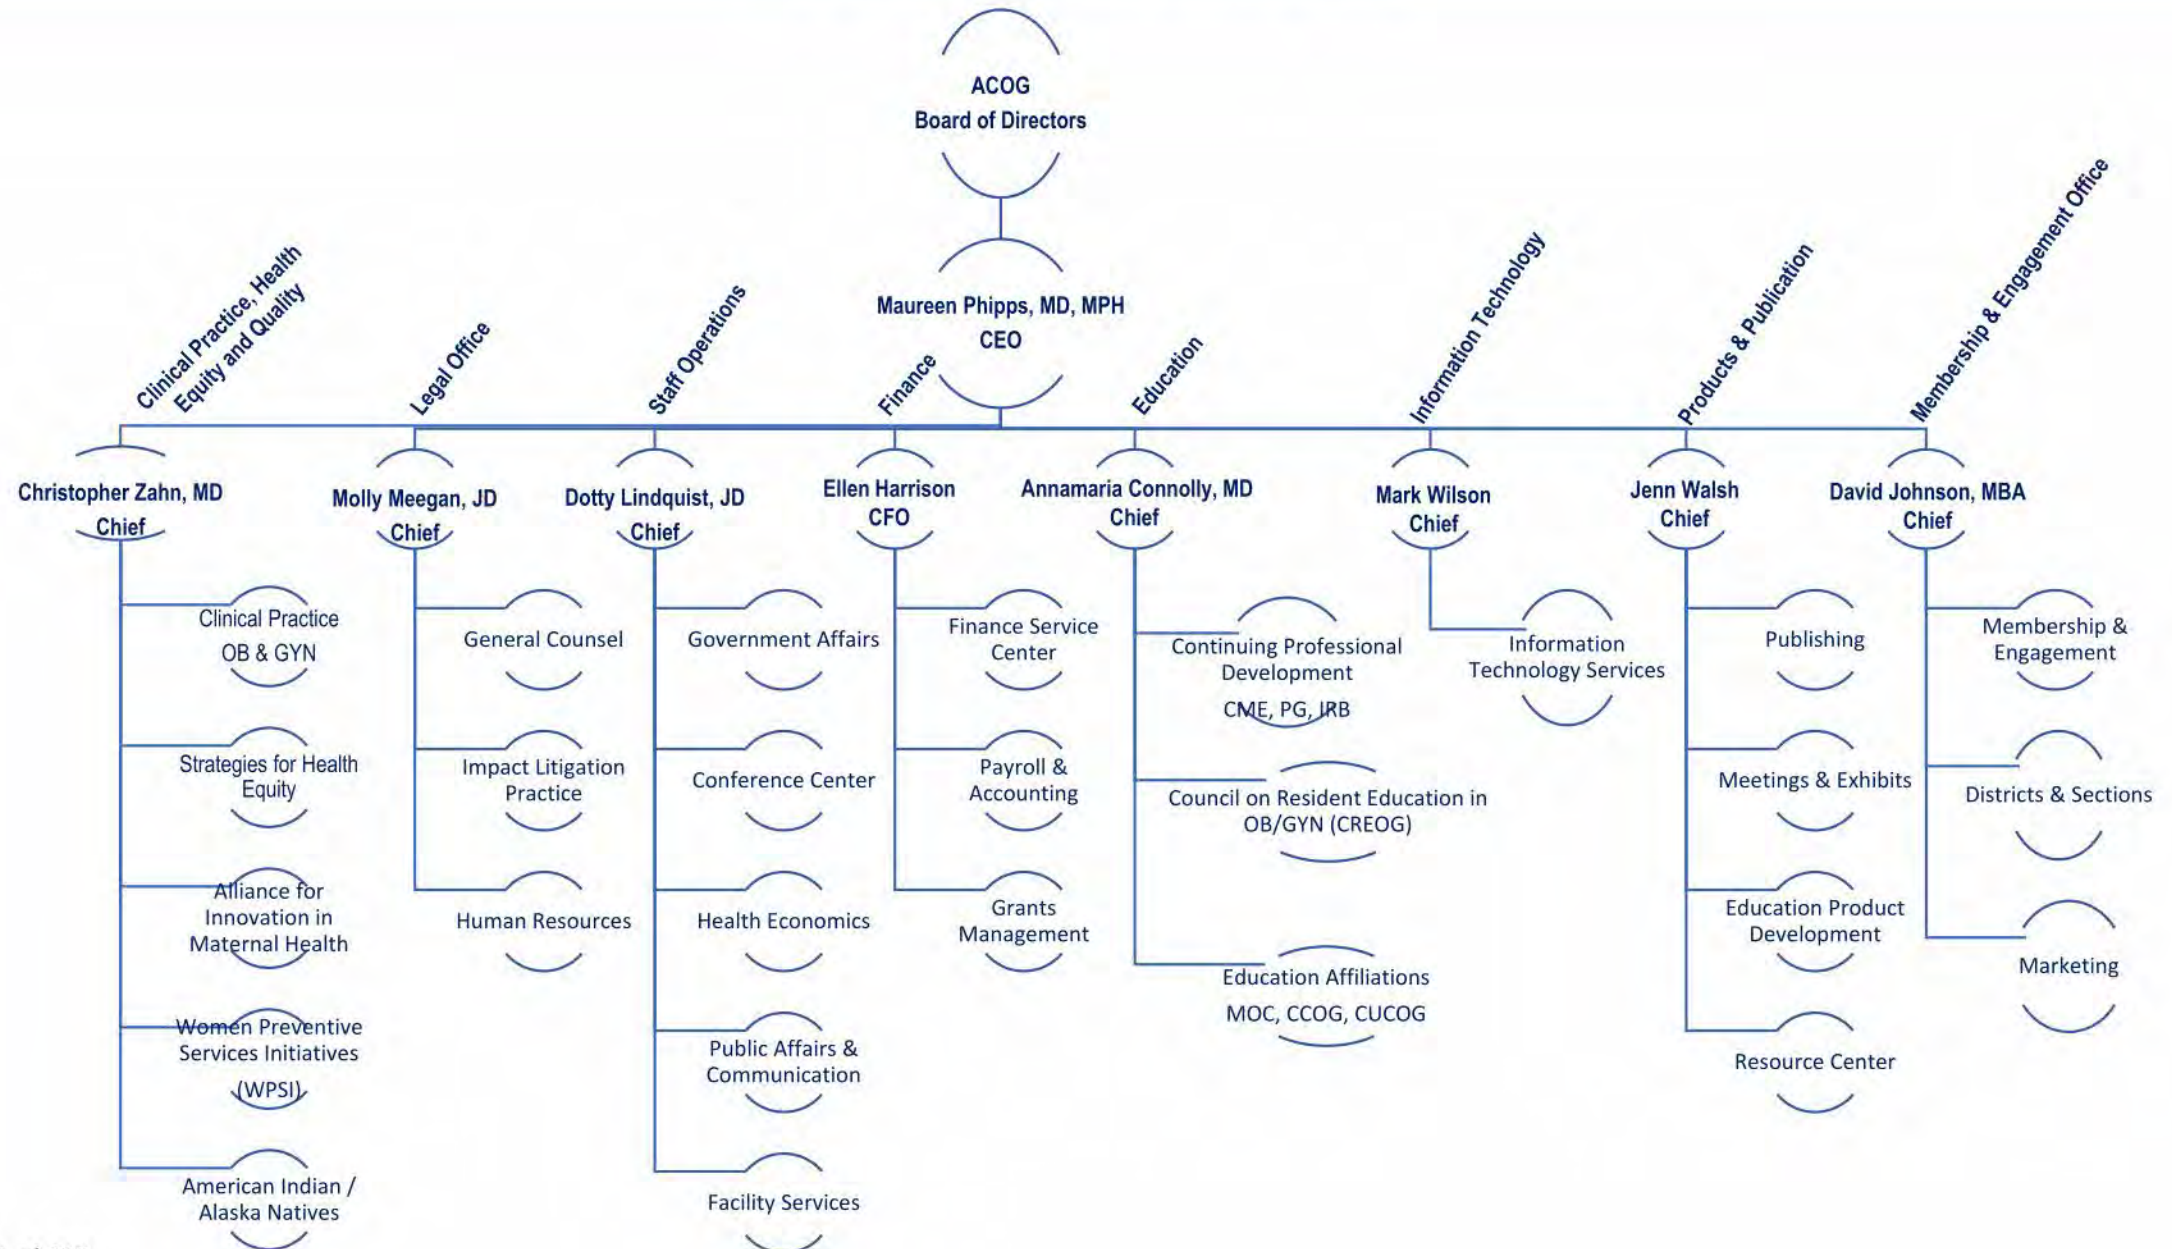 ACOG
Board of Directors
Maureen Phipps, MD, MPH
CEO
Clinical Practice, Health
Equity and Quality
Legal Office
Staff Operations
Finance
Education
Information Technology
Products & Publication
Membership & Engagement Office
Christopher Zahn, MD
Chief
Clinical Practice
OB & GYN
Strategies for Health
Equity
Alliance for
Innovation in
Maternal Health
Women Preventive
Services Initiatives
(WPSI)
American Indian /
Alaska Natives
Molly Meegan, JD
Chief
General Counsel
Impact Litigation
Practice
Human Resources
Dotty Lindquist, JD
Chief
Government Affairs
Conference Center
Health Economics
Public Affairs &
Communication
Facility Services
Ellen Harrison
CFO
Finance Service
Center
Payroll &
Accounting
Grants
Management
Annamaria Connolly, MD
Chief
Continuing Professional
Development
CME, PG, IRB
Council on Resident Education in
OB/GYN (CREOG)
Education Affiliations
MOC, CCOG, CUCOG
Mark Wilson
Chief
Information
Technology Services
Jenn Walsh
Chief
Publishing
Meetings & Exhibits
Education Product
Development
Resource Center
David Johnson, MBA
Chief
Membership &
Engagement
Districts & Sections
Marketing